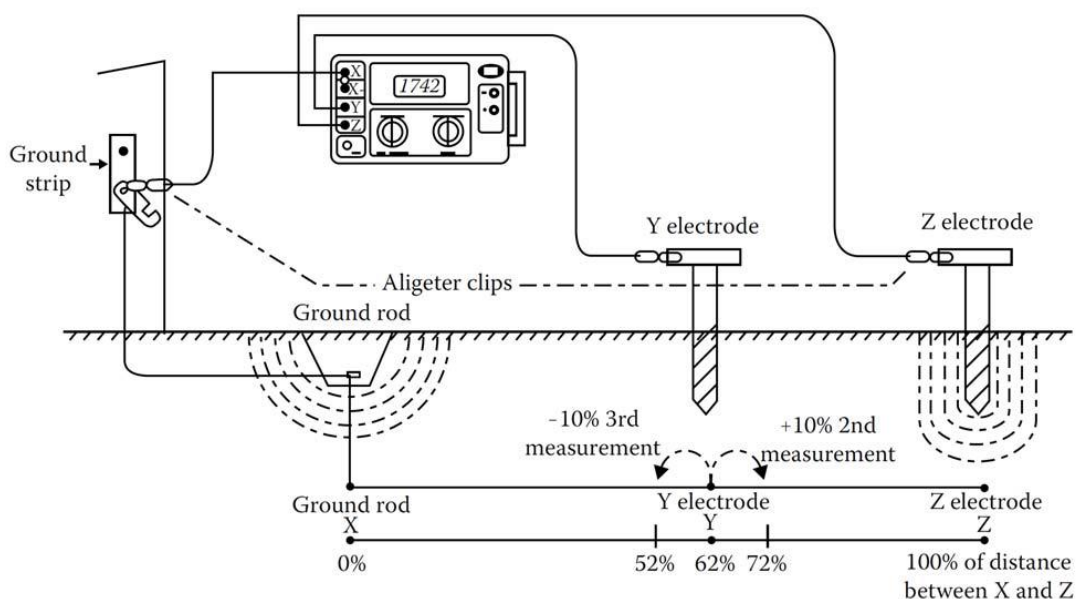 X
X-
Y
Z
1742
Ground
strip
Y electrode
Z electrode
Aligeter clips
Ground rod
-10% 3rd
measurement
+10% 2nd
measurement
Ground rod
Y electrode
Z electrode
X
Y
Z
0%
52%
62%
72%
100% of distance
between X and Z